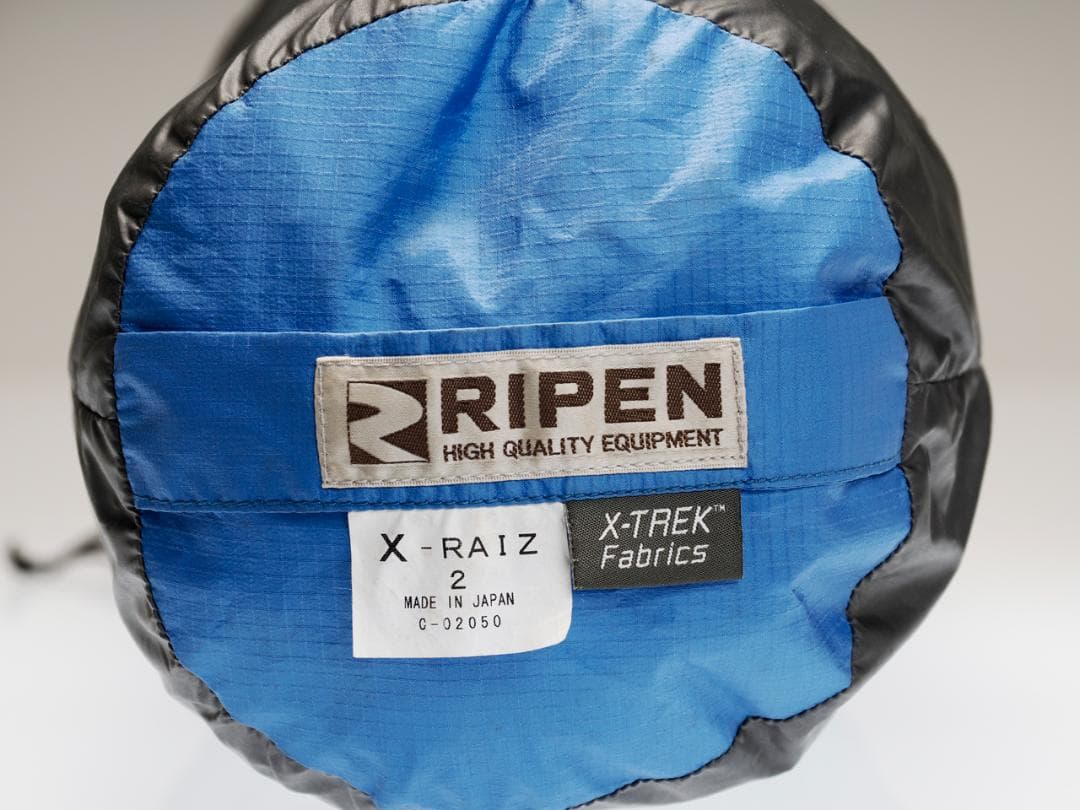 RIPEN
HIGH QUALITY EQUIPMENT
X-TREK™
Fabrics
X-RAIZ
2
MADE IN JAPAN
C-02050